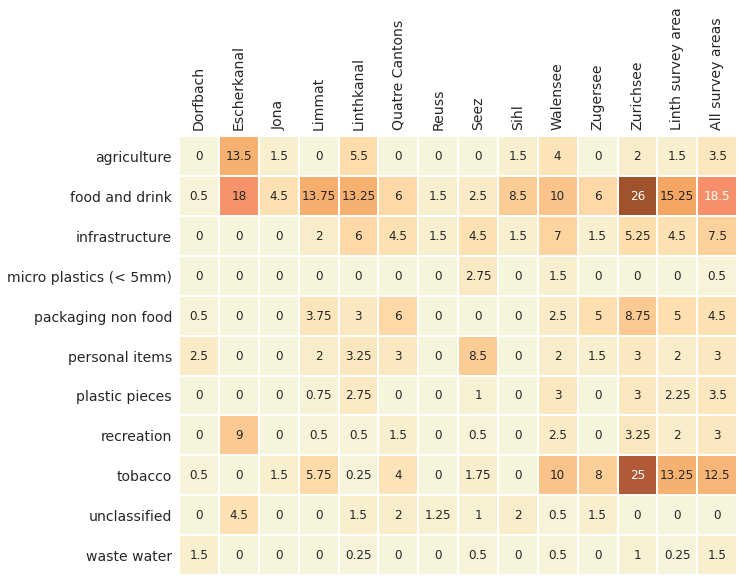 Dorfbach Escherkanal Jona Limmat Linthkanal Quatre Cantons Reuss Seez Sihl Walensee Zugersee Zurichsee Linth survey area All survey areas
agriculture 0 13.5 1.5 0 5.5 0 0 0 1.5 4 0 2 1.5 3.5
food and drink 0.5 18 4.5 13.75 13.25 6 1.5 2.5 8.5 10 6 26 15.25 18.5
infrastructure 0 0 0 2 6 4.5 1.5 4.5 1.5 7 1.5 5.25 4.5 7.5
micro plastics (< 5mm) 0 0 0 0 0 0 0 2.75 0 1.5 0 0 0 0.5
packaging non food 0.5 0 0 3.75 3 6 0 0 0 2.5 5 8.75 5 4.5
personal items 2.5 0 0 2 3.25 3 0 8.5 0 2 1.5 3 2 3
plastic pieces 0 0 0 0.75 2.75 0 0 1 0 3 0 3 2.25 3.5
recreation 0 9 0 0.5 0.5 1.5 0 0.5 0 2.5 0 3.25 2 3
tobacco 0.5 0 1.5 5.75 0.25 4 0 1.75 0 10 8 25 13.25 12.5
unclassified 0 4.5 0 0 1.5 2 1.25 1 2 0.5 1.5 0 0 0
waste water 1.5 0 0 0 0.25 0 0 0.5 0 0.5 0 1 0.25 1.5